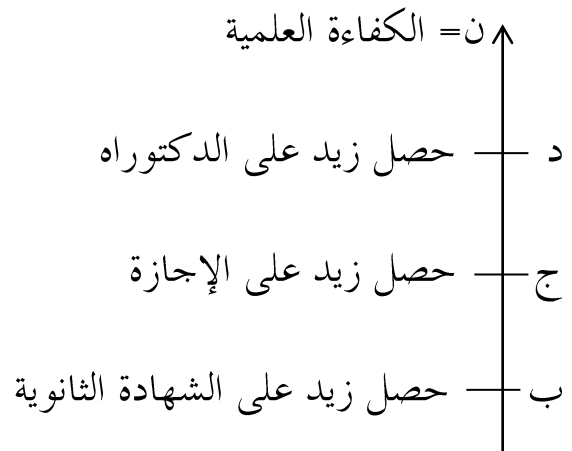 ن= الكفاءة العلمية
د حصل زيد على الدكتوراه
ج حصل زيد على الإجازة
ب حصل زيد على الشهادة الثانوية